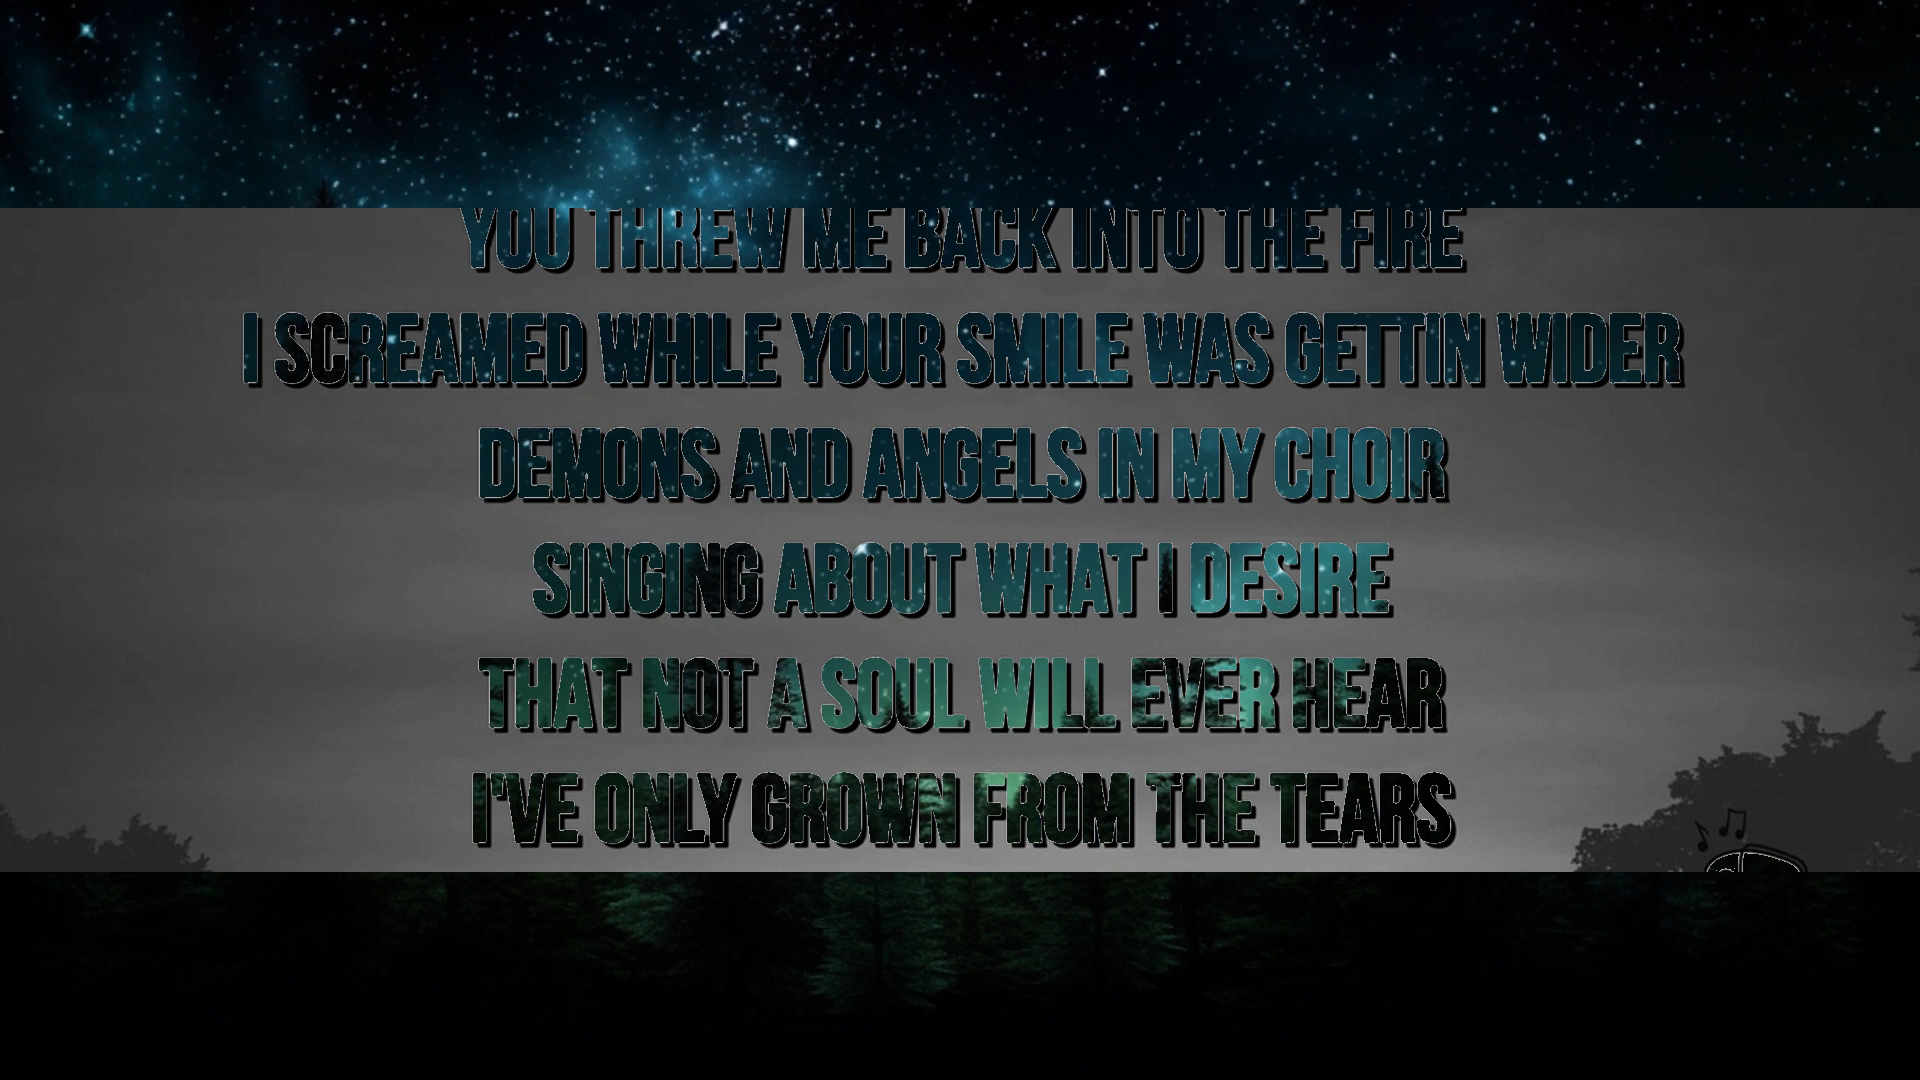 YOU THREW ME BACK INTO THE FIRE
I SCREAMED WHILE YOUR SMILE WAS GETTIN WIDER
DEMONS AND ANGELS IN MY CHOIR
SINGING ABOUT WHAT I DESIRE
THAT NOT A SOUL WILL EVER HEAR
I'VE ONLY GROWN FROM THE TEARS